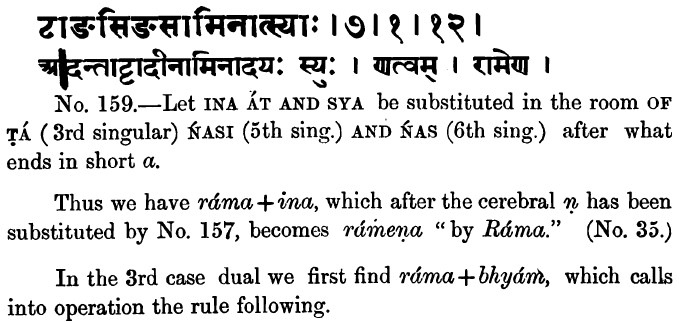 टाङसिङसामिनात्स्याः।७।१।१२।
अदन्ताट्टादीनामिनादयः स्युः । णत्वम् । रामेण ।
No. 159.—Let INA ÁT AND SYA be substituted in the room OF
ṬÁ (3rd singular) ṄASI (5th sing.) AND ṄAS (6th sing.) after what
ends in short a.
Thus we have ráma+ina, which after the cerebral ṇ has been
substituted by No. 157, becomes rámeṇa “by Ráma.” (No. 35.)
In the 3rd case dual we first find ráma+bhyám, which calls
into operation the rule following.